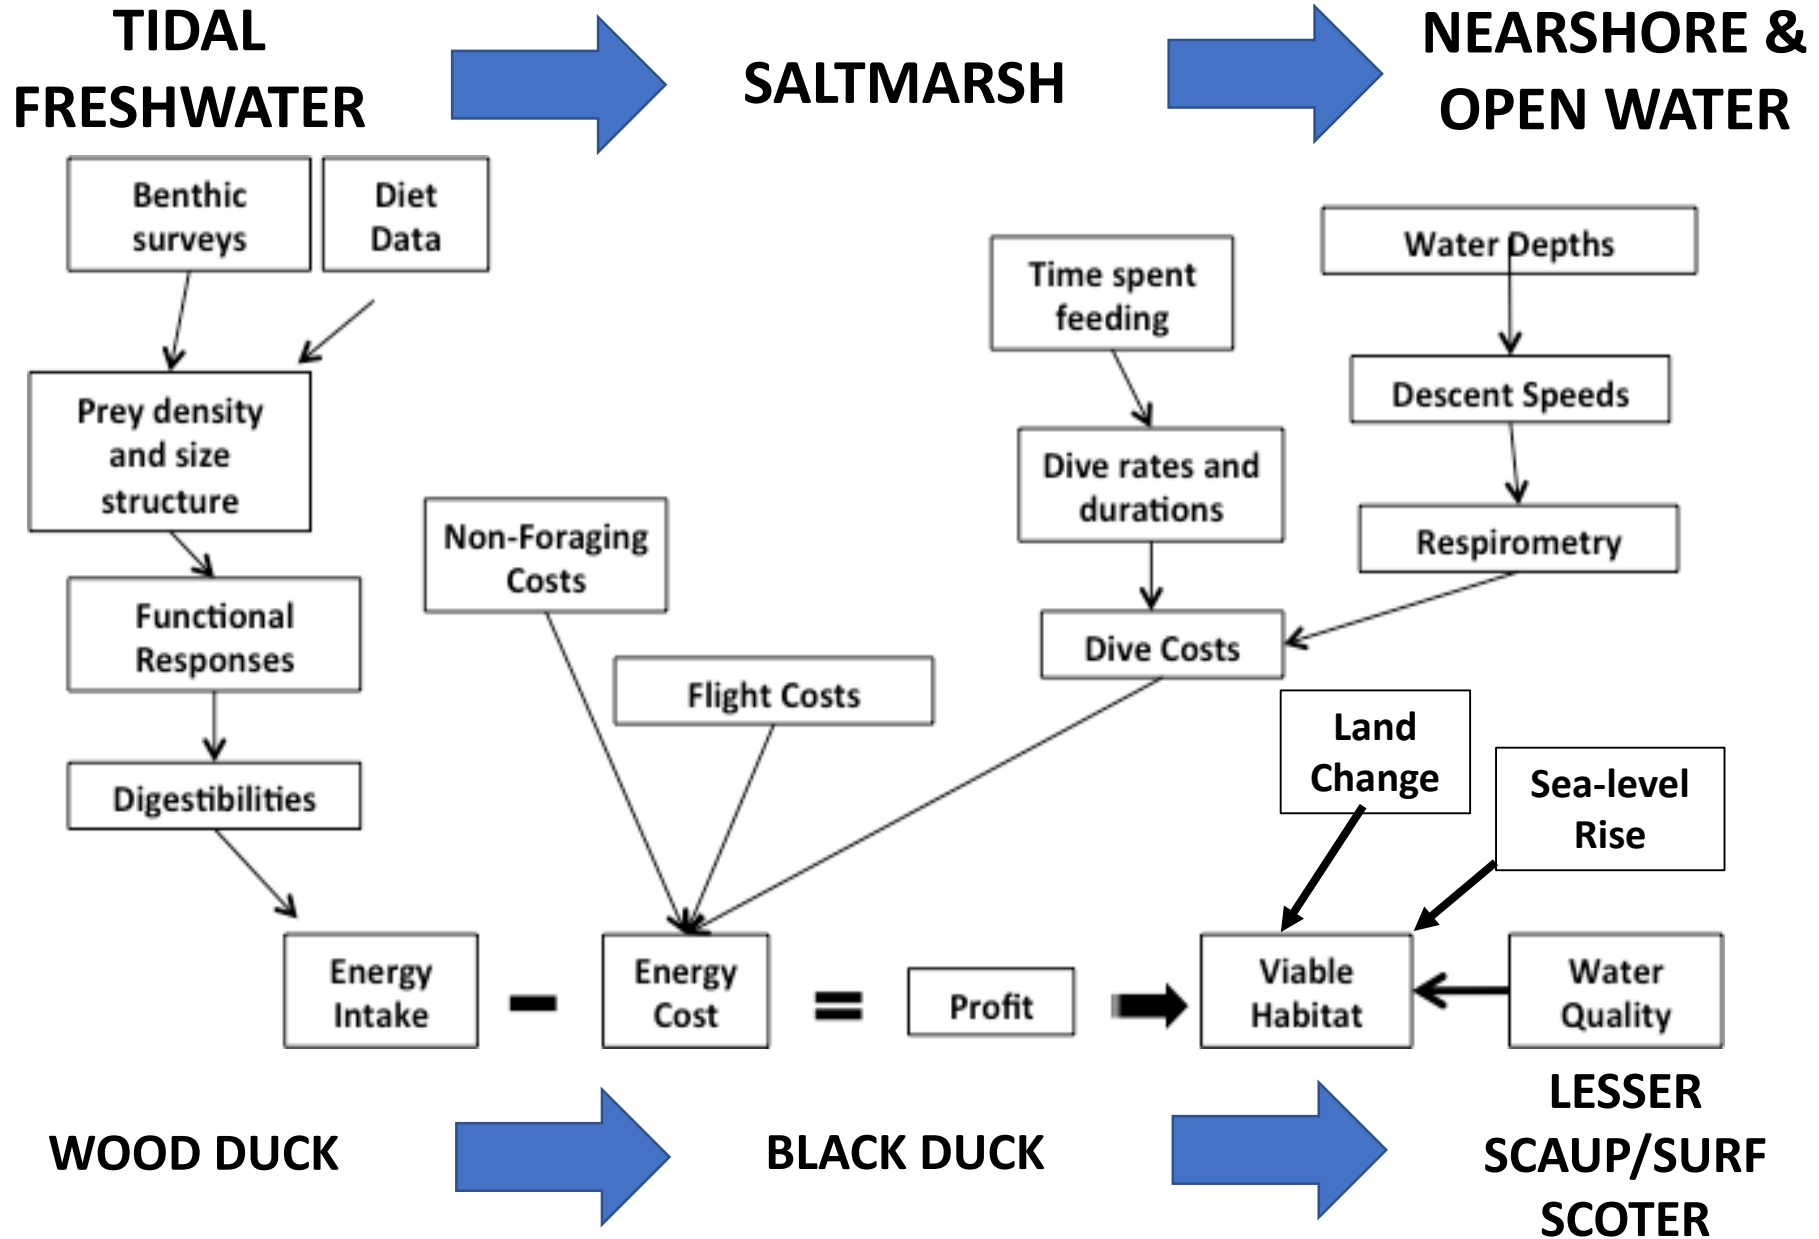 TIDAL
FRESHWATER
SALTMARSH
NEARSHORE &
OPEN WATER
Benthic
surveys
Diet
Data
Time spent
feeding
Water Depths
Prey density
and size
structure
Descent Speeds
Dive rates and
durations
Non-Foraging
Costs
Respirometry
Functional
Responses
Flight Costs
Dive Costs
Land
Change
Sea-level
Rise
Digestibilities
Energy
Intake
-
Energy
Cost
=
Profit
Viable
Habitat
Water
Quality
WOOD DUCK
BLACK DUCK
LESSER
SCAUP/SURF
SCOTER